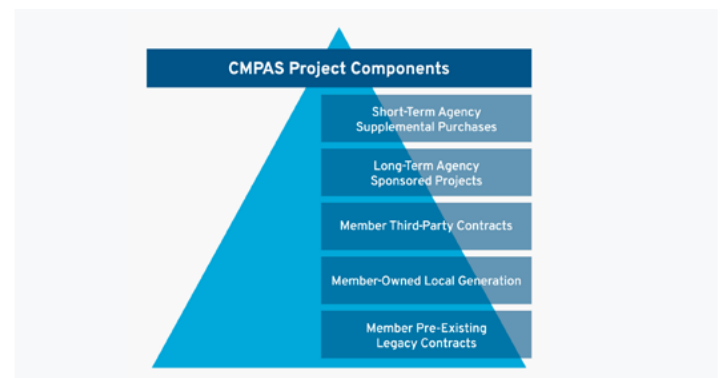 CMPAS Project Components
Short-Term Agency
Supplemental Purchases
Long-Term Agency
Sponsored Projects
Member Third-Party Contracts
Member-Owned Local Generation
Member Pre-Existing
Legacy Contracts